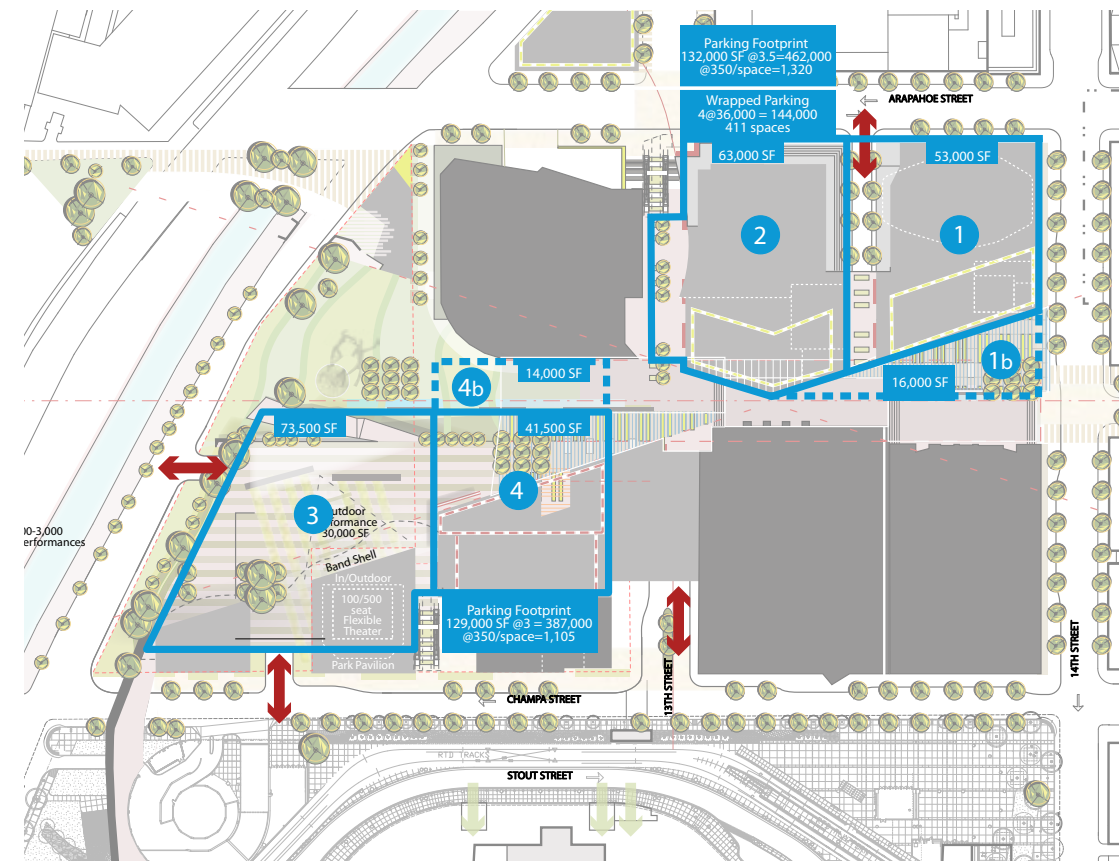 Parking Footprint
132,000 SF @3.5=462,000
@350/space=1,320
Wrapped Parking
4@36,000 = 144,000
411 spaces
ARAPAHOE STREET
63,000 SF
53,000 SF
2
1
1b
16,000 SF
4b
14,000 SF
73,500 SF
41,500 SF
4
3
30,000 SF
Band Shell
In/Outdoor
100/500
seat
Flexible
Theater
Park Pavilion
Parking Footprint
129,000 SF @3 = 387,000
@350/space=1,105
CHAMPA STREET
13TH STREET
14TH STREET
RTD TRACKS
STOUT STREET